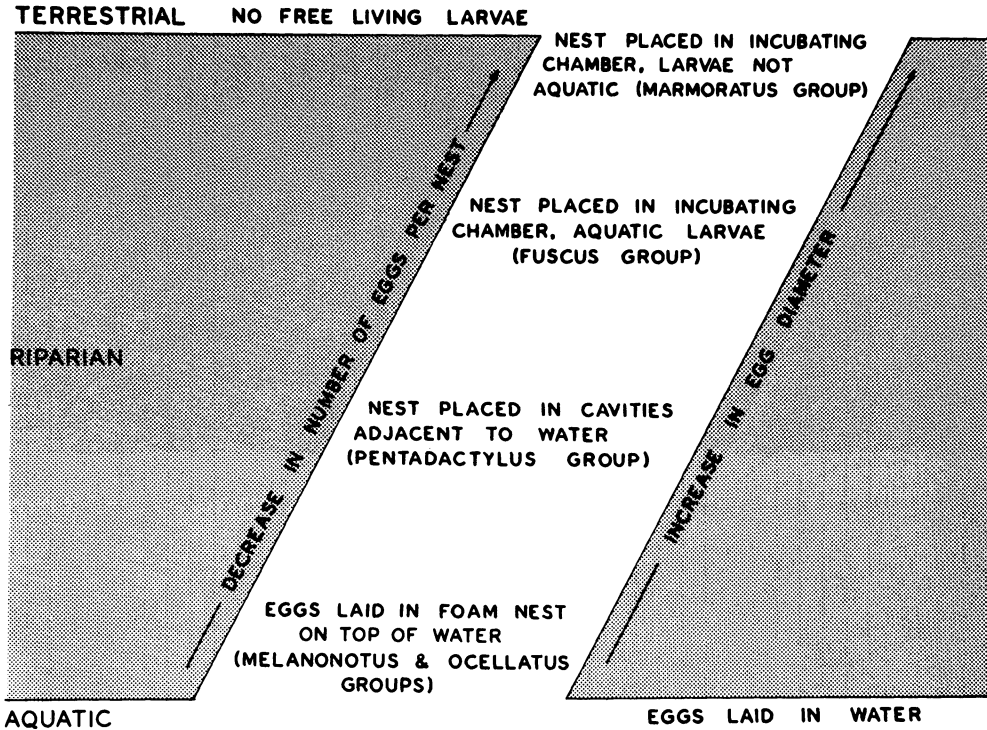 TERRESTRIAL NO FREE LIVING LARVAE
NEST PLACED IN INCUBATING
CHAMBER, LARVAE NOT
AQUATIC (MARMORATUS GROUP)
DECREASE IN NUMBER OF EGGS PER NEST
NEST PLACED IN INCUBATING
CHAMBER, AQUATIC LARVAE
(FUSCUS GROUP)
INCREASE IN EGG DIAMETER
RIPARIAN
NEST PLACED IN CAVITIES
ADJACENT TO WATER
(PENTADACTYLUS GROUP)
EGGS LAID IN FOAM NEST
ON TOP OF WATER
(MELANONOTUS & OCELLATUS
GROUPS)
AQUATIC
EGGS LAID IN WATER